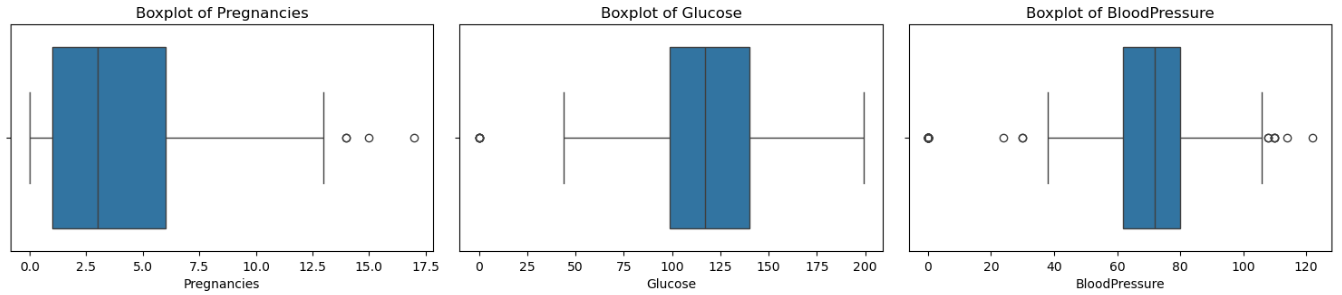 Boxplot of Pregnancies
0.0 2.5 5.0 7.5 10.0 12.5 15.0 17.5
Pregnancies
Boxplot of Glucose
0 25 50 75 100 125 150 175 200
Glucose
Boxplot of BloodPressure
0 20 40 60 80 100 120
BloodPressure